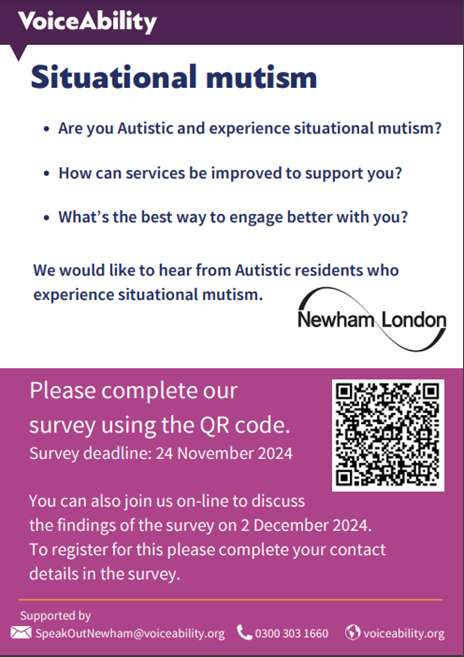 VoiceAbility
Situational mutism
• Are you Autistic and experience situational mutism?
• How can services be improved to support you?
• What's the best way to engage better with you?
We would like to hear from Autistic residents who
experience situational mutism.
Newham London
Please complete our
survey using the QR code.
Survey deadline: 24 November 2024
You can also join us on-line to discuss
the findings of the survey on 2 December 2024.
To register for this please complete your contact
details in the survey.
Supported by
SpeakOutNewham@voiceability.org 0300 303 1660 voiceability.org